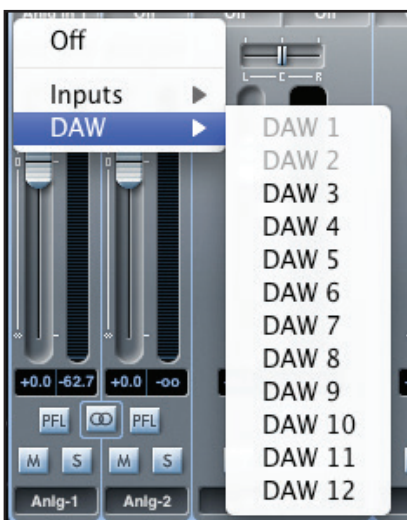 Off
Inputs
DAW
L C R
DAW 1
DAW 2
DAW 3
DAW 4
DAW 5
DAW 6
DAW 7
DAW 8
DAW 9
DAW 10
DAW 11
DAW 12
0 0
+0.0 -62.7 +0.0 -oo
PFL PFL
M S M S
Anlg-1 Anlg-2